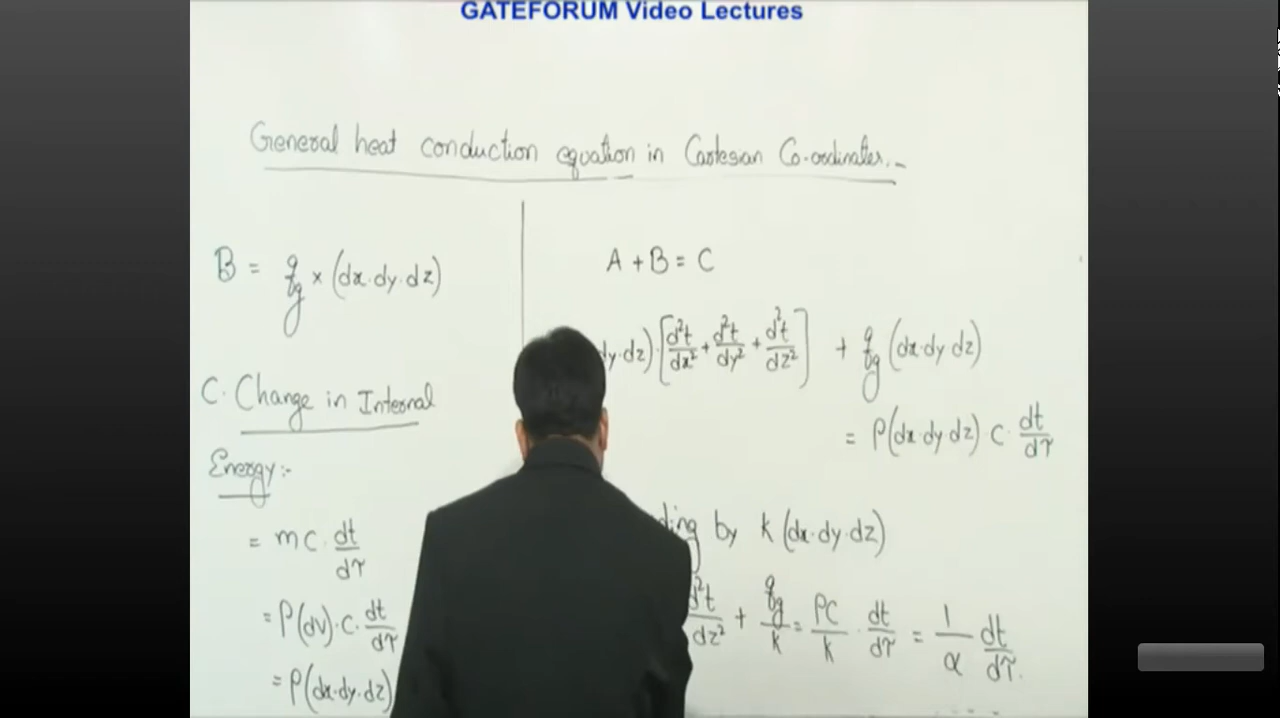 GATEFORUM Video Lectures
General heat conduction equation in Cartesian Co-ordinates.-
B = qg × (dx·dy·dz)
C. Change in Internal
Energy:-
= mc· dt/dτ
= ρ(dv)·c· dt/dτ
= ρ(dx·dy·dz)
A + B = C
dy·dz)·[d²t/dx² + d²t/dy² + d²t/dz²] + qg (dx·dy dz)
= ρ(dx·dy dz)·c· dt/dτ
by k (dx·dy·dz)
d²t/dz² + qg/k = ρc/k · dt/dτ = 1/α dt/dτ.